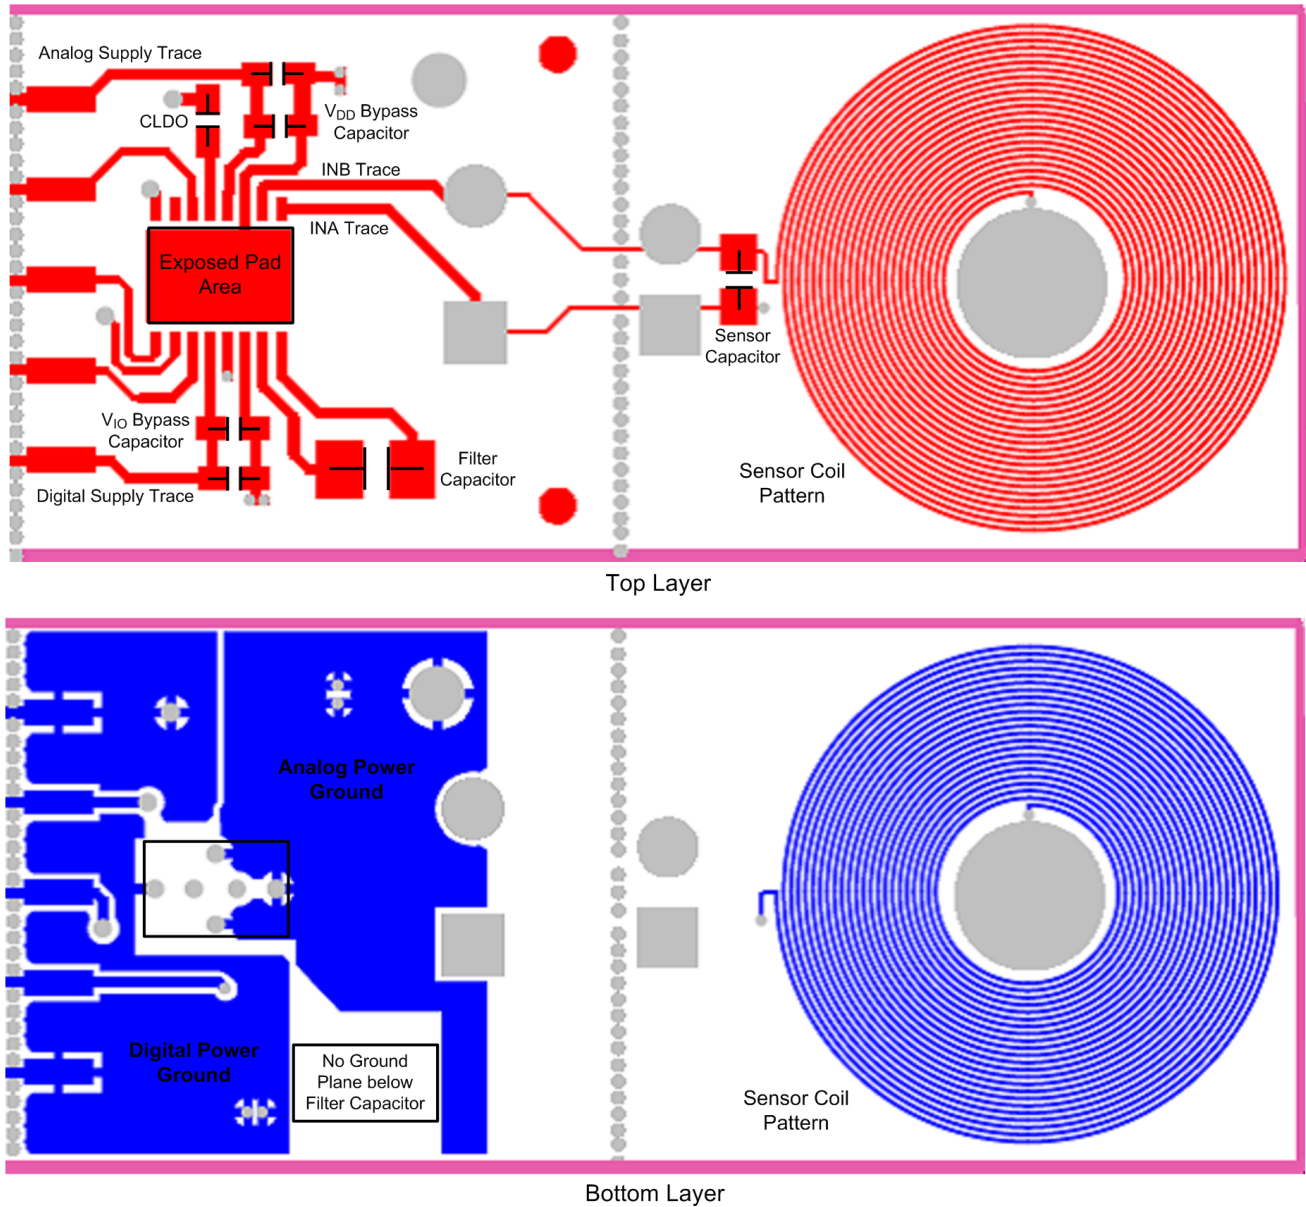 Analog Supply Trace
CLDO
VDD Bypass
Capacitor
INB Trace
INA Trace
Exposed Pad
Area
Sensor
Capacitor
VIO Bypass
Capacitor
Digital Supply Trace
Filter
Capacitor
Sensor Coil
Pattern
Top Layer
Analog Power
Ground
Digital Power
Ground
No Ground
Plane below
Filter Capacitor
Sensor Coil
Pattern
Bottom Layer